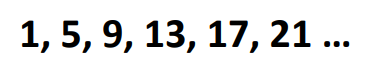 1, 5, 9, 13, 17, 21 ...